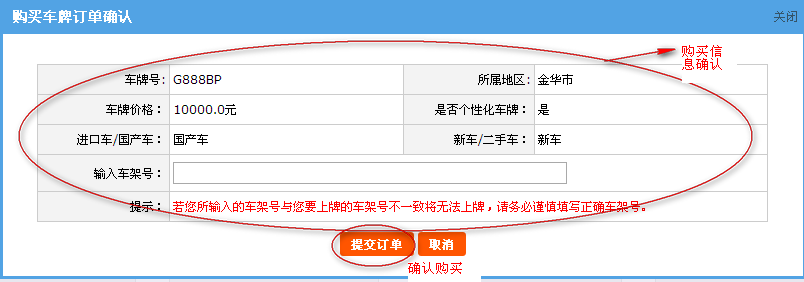 购买车牌订单确认 关闭
购买信
息确认
车牌号: G888BP 所属地区: 金华市
车牌价格： 10000.0元 是否个性化车牌： 是
进口车/国产车： 国产车 新车/二手车： 新车
输入车架号：
提示： 若您所输入的车架号与您要上牌的车架号不一致将无法上牌，请务必谨慎填写正确车架号。
提交订单 取消
确认购买